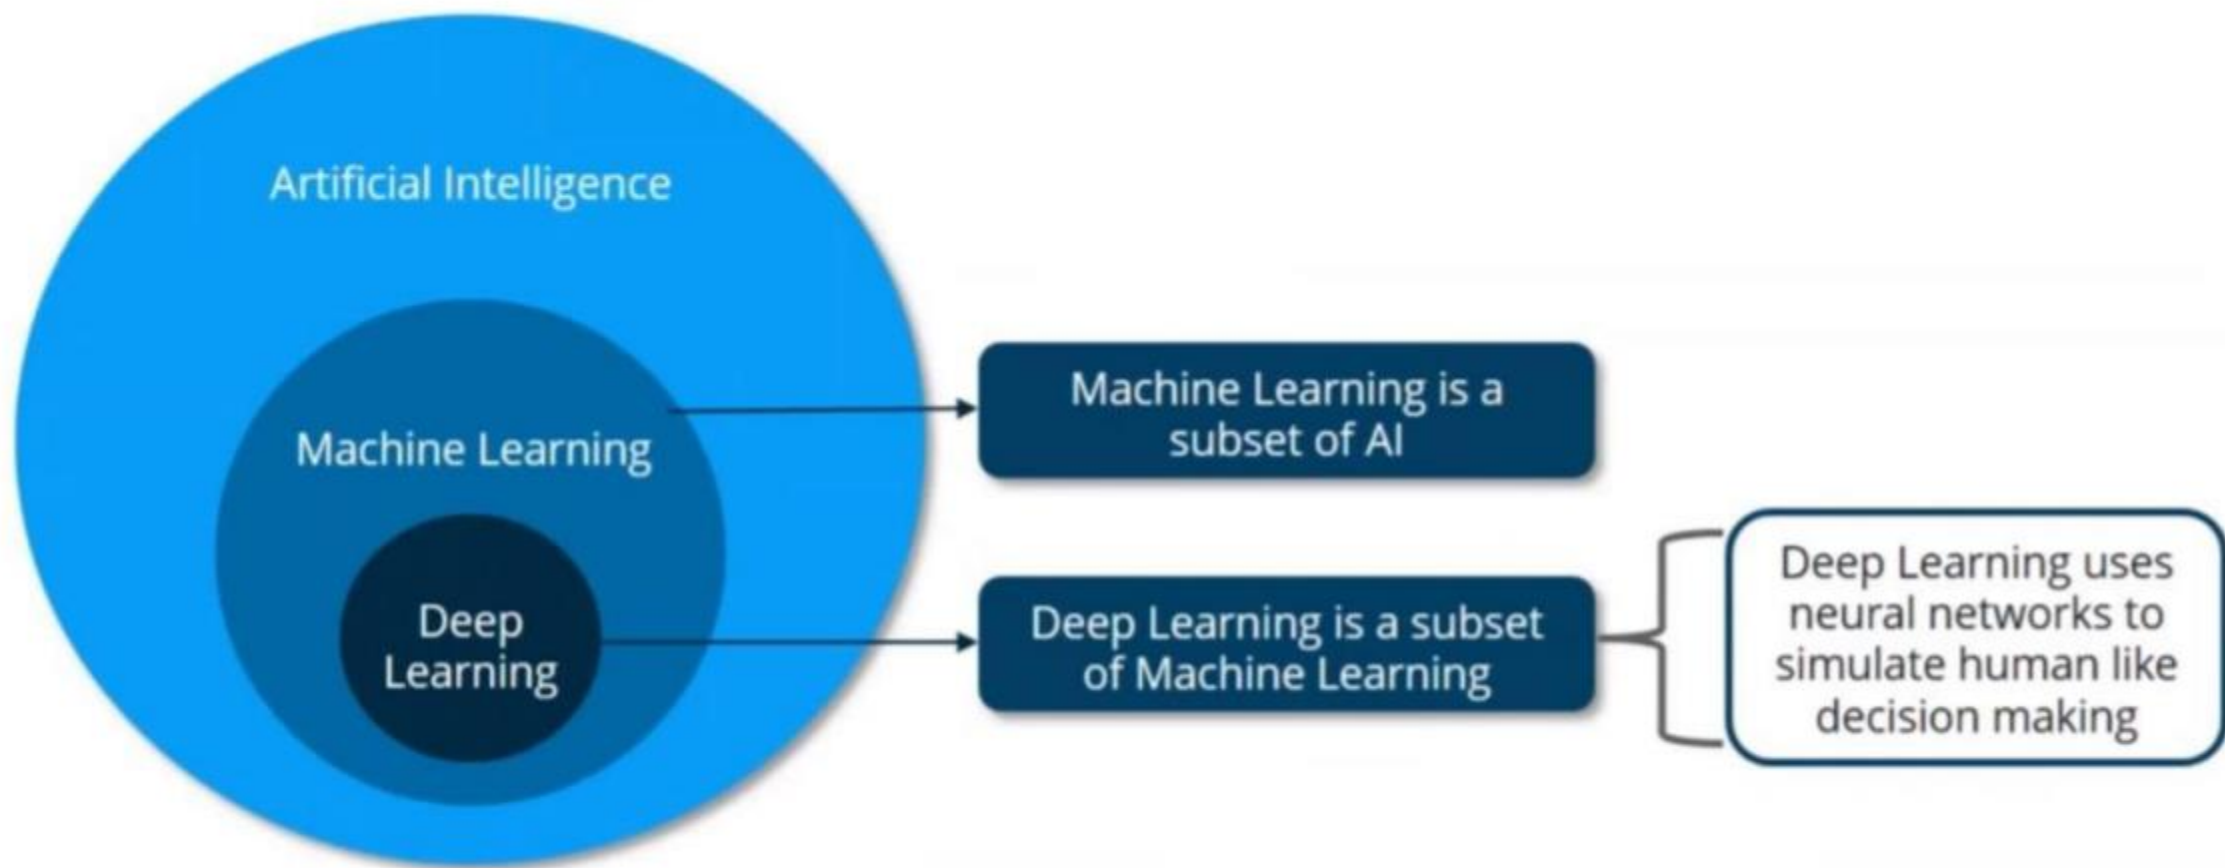 Artificial Intelligence
Machine Learning
Deep
Learning
Machine Learning is a
subset of AI
Deep Learning is a subset
of Machine Learning
Deep Learning uses
neural networks to
simulate human like
decision making